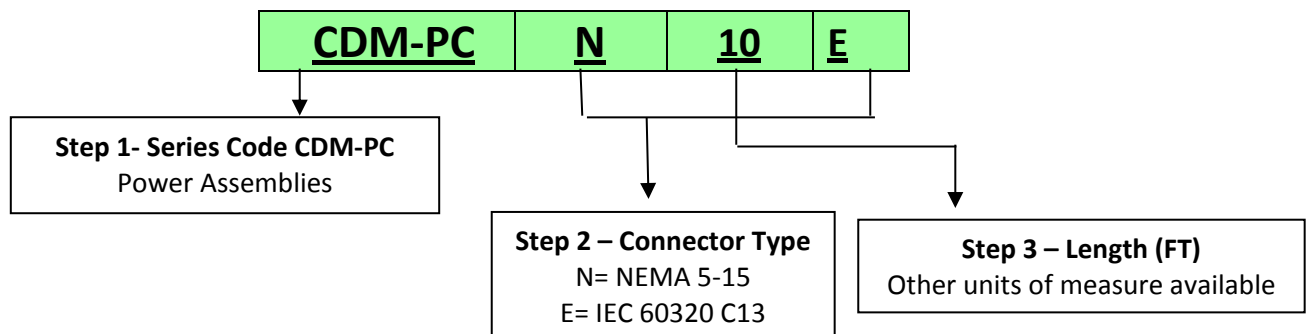 CDM-PC N 10 E
Step 1- Series Code CDM-PC
Power Assemblies
Step 2 – Connector Type
N= NEMA 5-15
E= IEC 60320 C13
Step 3 – Length (FT)
Other units of measure available